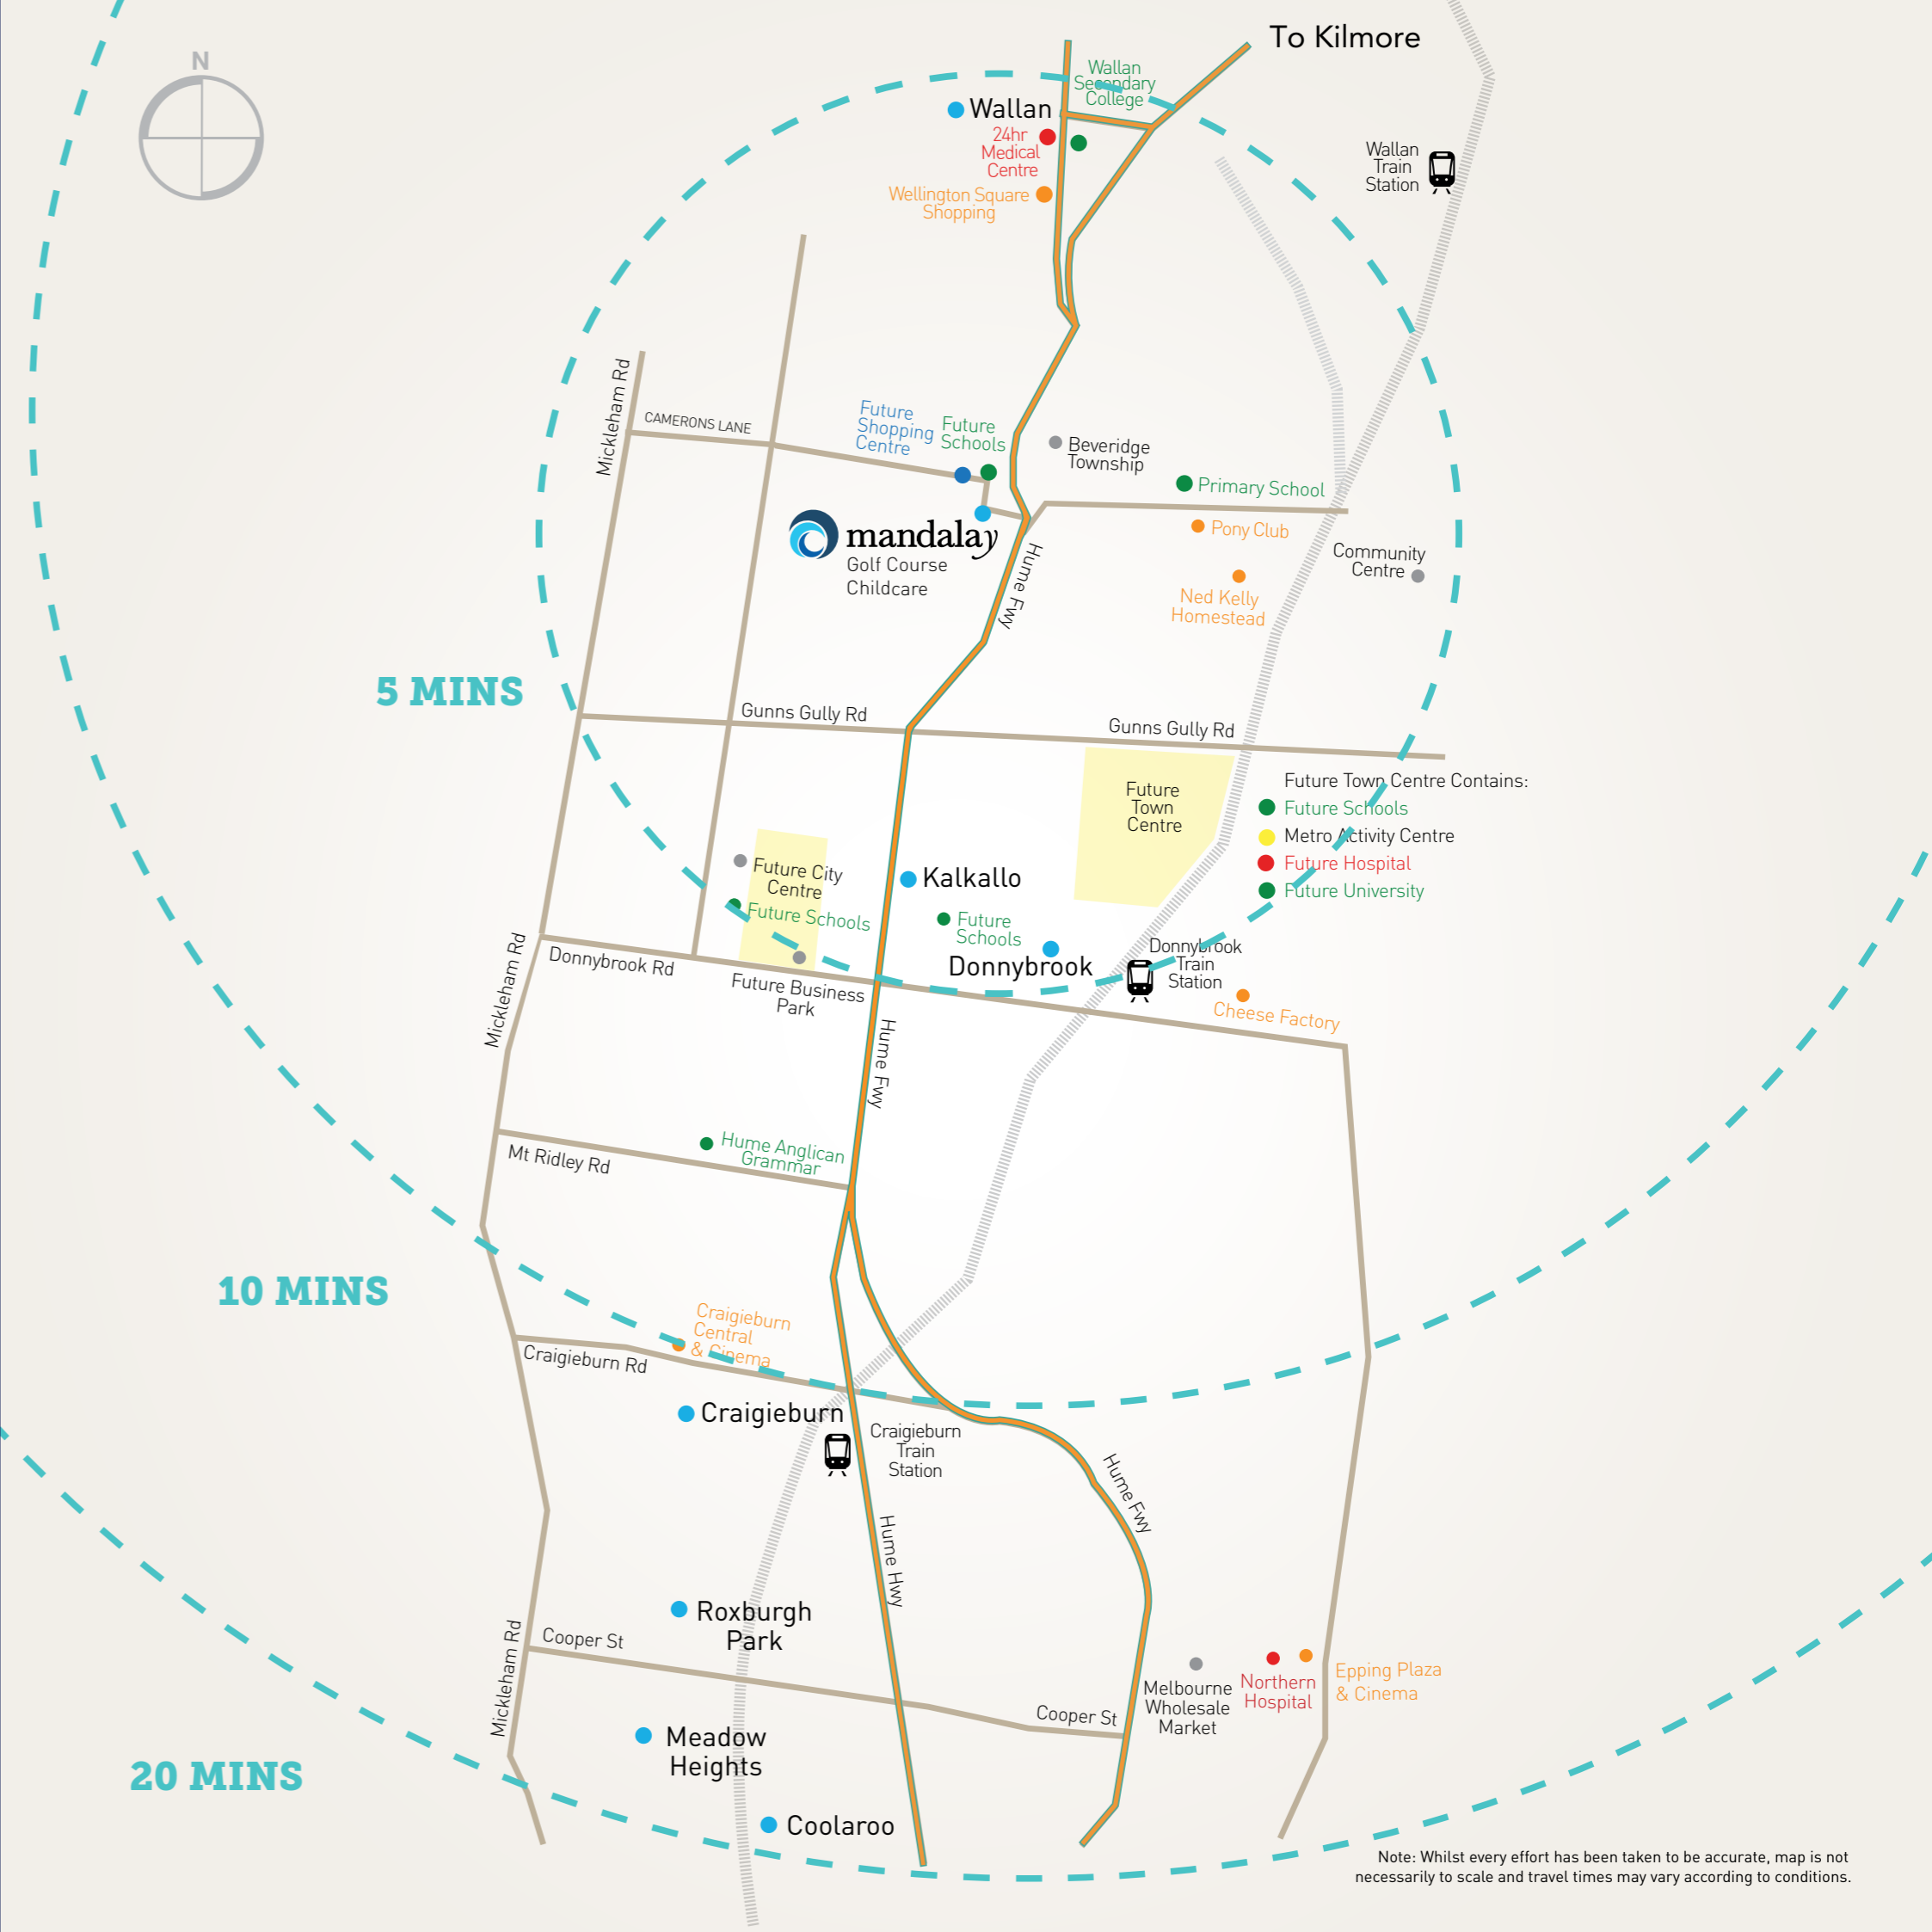 To Kilmore
N
Wallan
Secondary
College
Wallan
24hr
Medical
Centre
Wellington Square
Shopping
Wallan
Train
Station
Mickleham Rd
CAMERONS LANE
Future
Shopping
Centre
Future
Schools
Beveridge
Township
Primary School
Pony Club
Ned Kelly
Homestead
Community
Centre
mandalay
Golf Course
Childcare
Hume Fwy
5 MINS
Gunns Gully Rd
Gunns Gully Rd
Future
Town
Centre
Future Town Centre Contains:
Future Schools
Metro Activity Centre
Future Hospital
Future University
Future City
Centre
Future Schools
Kalkallo
Future
Schools
Donnybrook
Donnybrook
Train
Station
Cheese Factory
Mickleham Rd
Donnybrook Rd
Future Business
Park
Hume Fwy
Hume Anglican
Grammar
Mt Ridley Rd
10 MINS
Craigieburn
Central
& Cinema
Craigieburn Rd
Craigieburn
Craigieburn
Train
Station
Hume Fwy
Hume Hwy
Roxburgh
Park
Cooper St
Mickleham Rd
Cooper St
Melbourne
Wholesale
Market
Northern
Hospital
Epping Plaza
& Cinema
Meadow
Heights
20 MINS
Coolaroo
Note: Whilst every effort has been taken to be accurate, map is not
necessarily to scale and travel times may vary according to conditions.